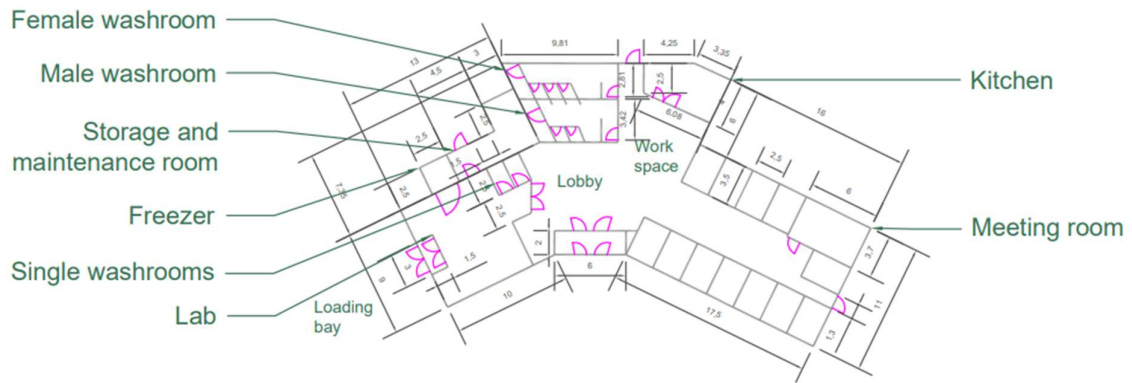 Female washroom
Male washroom
Storage and
maintenance room
Freezer
Single washrooms
Lab
Loading
bay
Lobby
Work
space
Kitchen
Meeting room
13
4,5
3
2,5
2,5
1,5
2,5
2,5
2,5
7,35
9
3
1,5
10
9,81
2,81
3,42
4,25
2,5
3,35
6,08
6
16
3,5
2,5
6
2
6
17,5
3,7
11
1,3